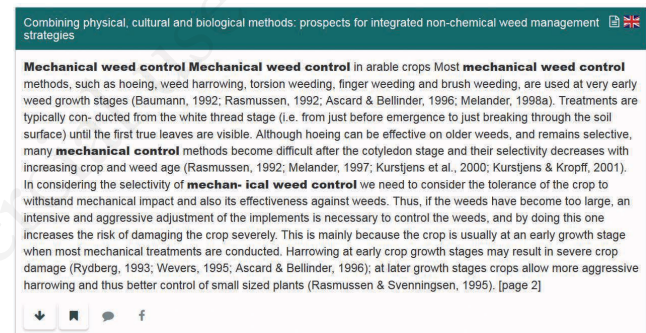 Combining physical, cultural and biological methods: prospects for integrated non-chemical weed management
strategies
Mechanical weed control Mechanical weed control in arable crops Most mechanical weed control
methods, such as hoeing, weed harrowing, torsion weeding, finger weeding and brush weeding, are used at very early
weed growth stages (Baumann, 1992; Rasmussen, 1992; Ascard & Bellinder, 1996; Melander, 1998a). Treatments are
typically con- ducted from the white thread stage (i.e. from just before emergence to just breaking through the soil
surface) until the first true leaves are visible. Although hoeing can be effective on older weeds, and remains selective,
many mechanical control methods become difficult after the cotyledon stage and their selectivity decreases with
increasing crop and weed age (Rasmussen, 1992; Melander, 1997; Kurstjens et al., 2000; Kurstjens & Kropff, 2001).
In considering the selectivity of mechan- ical weed control we need to consider the tolerance of the crop to
withstand mechanical impact and also its effectiveness against weeds. Thus, if the weeds have become too large, an
intensive and aggressive adjustment of the implements is necessary to control the weeds, and by doing this one
increases the risk of damaging the crop severely. This is mainly because the crop is usually at an early growth stage
when most mechanical treatments are conducted. Harrowing at early crop growth stages may result in severe crop
damage (Rydberg, 1993; Wevers, 1995; Ascard & Bellinder, 1996); at later growth stages crops allow more aggressive
harrowing and thus better control of small sized plants (Rasmussen & Svenningsen, 1995). [page 2]